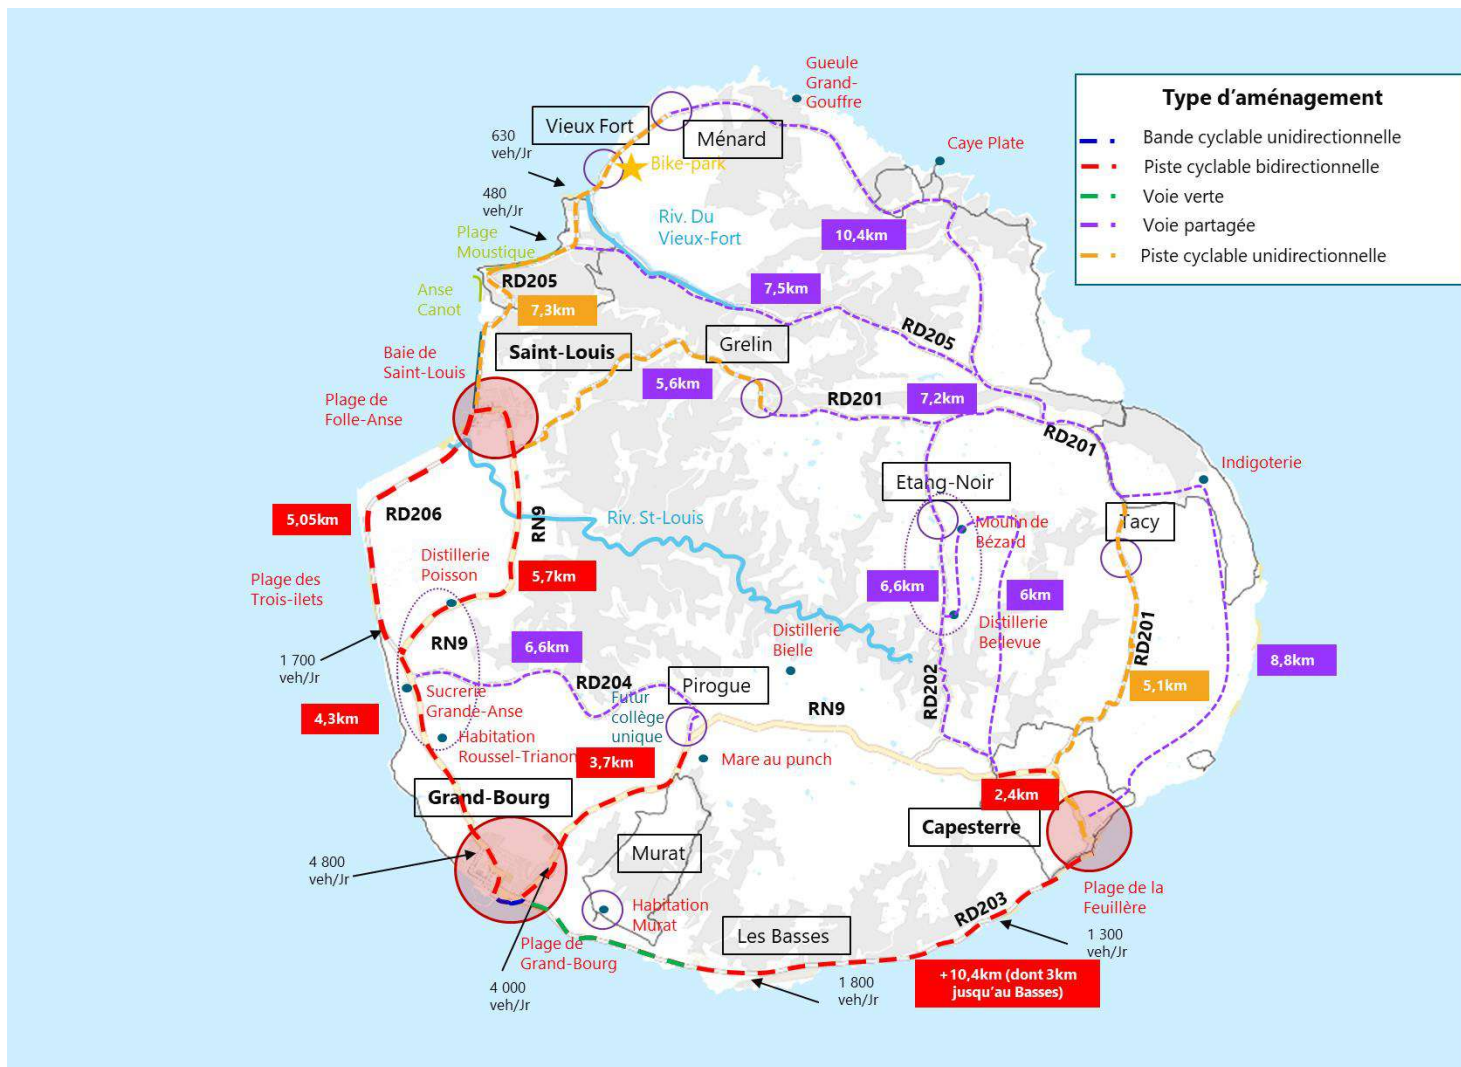 Gueule
Grand-
Gouffre
Type d’aménagement
Bande cyclable unidirectionnelle
Piste cyclable bidirectionnelle
Voie verte
Voie partagée
Piste cyclable unidirectionnelle
Vieux Fort
Ménard
630
veh/Jr
Caye Plate
Bike-park
480
veh/Jr
Riv. Du
Vieux-Fort
10,4km
Plage
Moustique
RD205
7,5km
Anse
Canot
7,3km
RD205
Grelin
Saint-Louis
Baie de
Saint-Louis
5,6km
RD201
7,2km
Plage de
Folle-Anse
RD201
Indigoterie
Etang-Noir
RD206
5,05km
RN9
Riv. St-Louis
Moulin de
Bézard
Tacy
Distillerie
Poisson
5,7km
Plage des
Trois-ilets
6,6km
6km
Distillerie
Bellevue
RD201
Distillerie
Bielle
RN9
6,6km
1 700
veh/Jr
8,8km
RD204
Pirogue
5,1km
RD202
Sucrerie
Grande-Anse
Futur
collège
unique
RN9
4,3km
Habitation
Roussel-Trianon
3,7km
Mare au punch
Grand-Bourg
2,4km
Capesterre
Murat
4 800
veh/Jr
Plage de la
Feuillère
Habitation
Murat
RD203
Les Basses
1 300
veh/Jr
Plage de
Grand-Bourg
4 000
veh/Jr
1 800
veh/Jr
+10,4km (dont 3km
jusqu’au Basses)